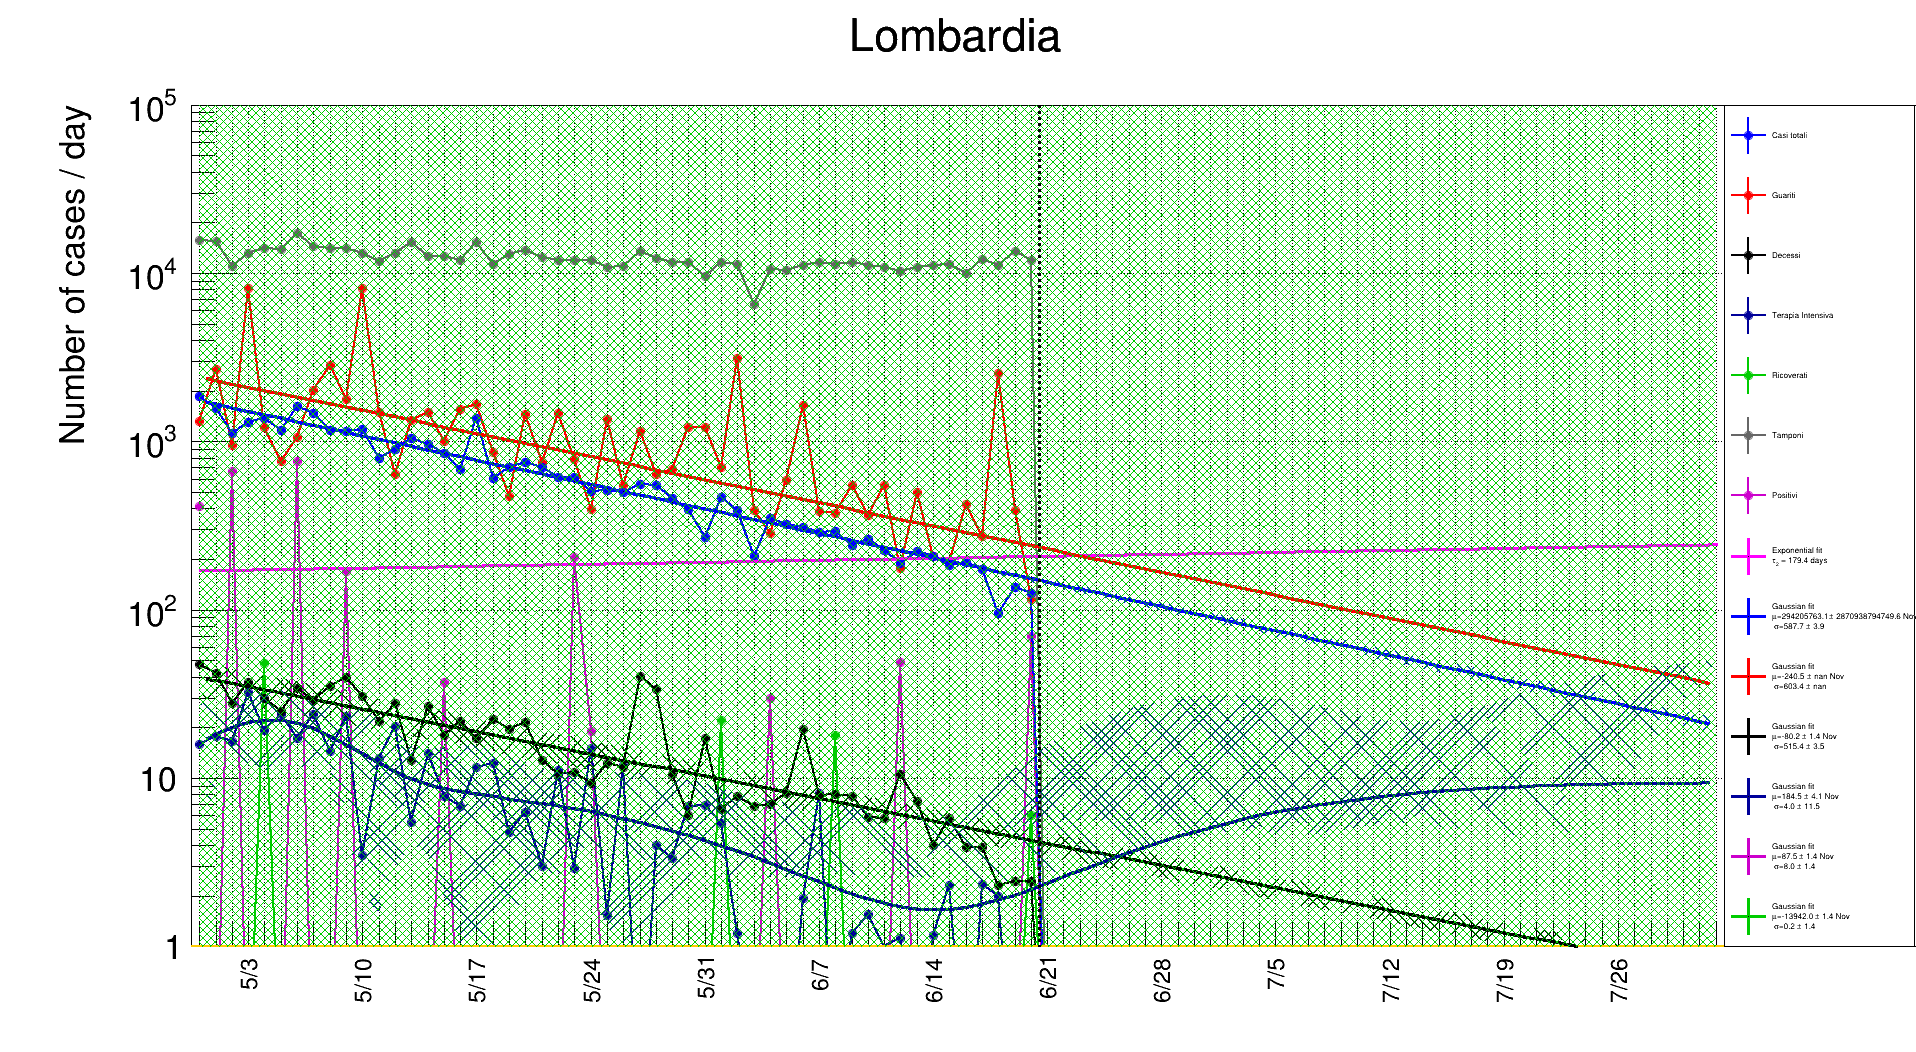 Lombardia
Number of cases / day
10^5
10^4
10^3
10^2
10
1
5/3
5/10
5/17
5/24
5/31
6/7
6/14
6/21
6/28
7/5
7/12
7/19
7/26
Casi totali
Guariti
Decessi
Terapia Intensiva
Ricoverati
Tamponi
Positivi
Exponential fit
τ₂ = 179.4 days
Gaussian fit
μ=294205763.1± 2870938794749.6 Nov
σ=587.7 ± 3.9
Gaussian fit
μ=-240.5 ± nan Nov
σ=603.4 ± nan
Gaussian fit
μ=-80.2 ± 1.4 Nov
σ=515.4 ± 3.5
Gaussian fit
μ=184.5 ± 4.1 Nov
σ=4.0 ± 11.5
Gaussian fit
μ=87.5 ± 1.4 Nov
σ=8.0 ± 1.4
Gaussian fit
μ=-13942.0 ± 1.4 Nov
σ=0.2 ± 1.4